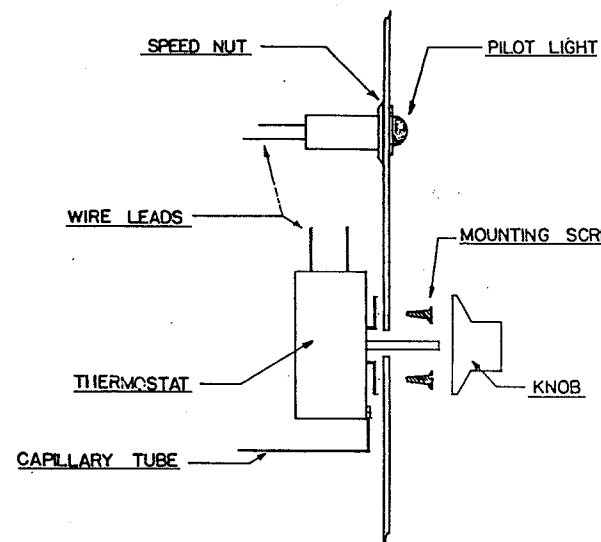 SPEED NUT
PILOT LIGHT
WIRE LEADS
MOUNTING SCR
THERMOSTAT
KNOB
CAPILLARY TUBE